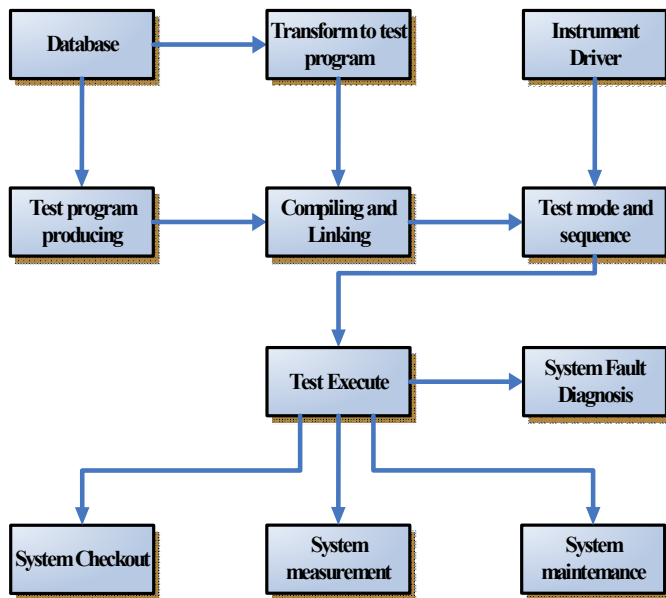 Database
Transform to test
program
Instrument
Driver
Test program
producing
Compiling and
Linking
Test mode and
sequence
Test Execute
System Fault
Diagnosis
System Checkout
System
measurement
System
maintemance